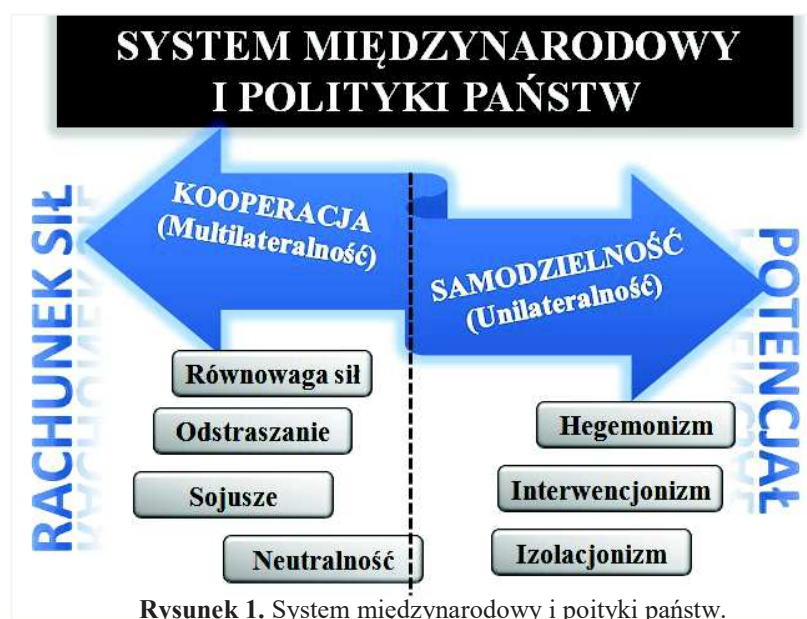 SYSTEM MIĘDZYNARODOWY
I POLITYKI PAŃSTW
RACHUNEK SIŁ
KOOPERACJA
(Multilateralność)
SAMODZIELNOŚĆ
(Unilateralność)
POTENCJAŁ
Równowaga sił
Odstraszanie
Sojusze
Neutralność
Hegemonizm
Interwencjonizm
Izolacjonizm
Rysunek 1. System międzynarodowy i poityki państw.